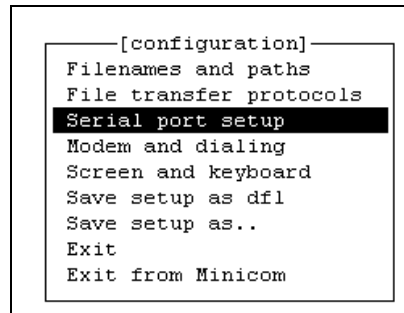 [configuration]
Filenames and paths
File transfer protocols
Serial port setup
Modem and dialing
Screen and keyboard
Save setup as dfl
Save setup as..
Exit
Exit from Minicom